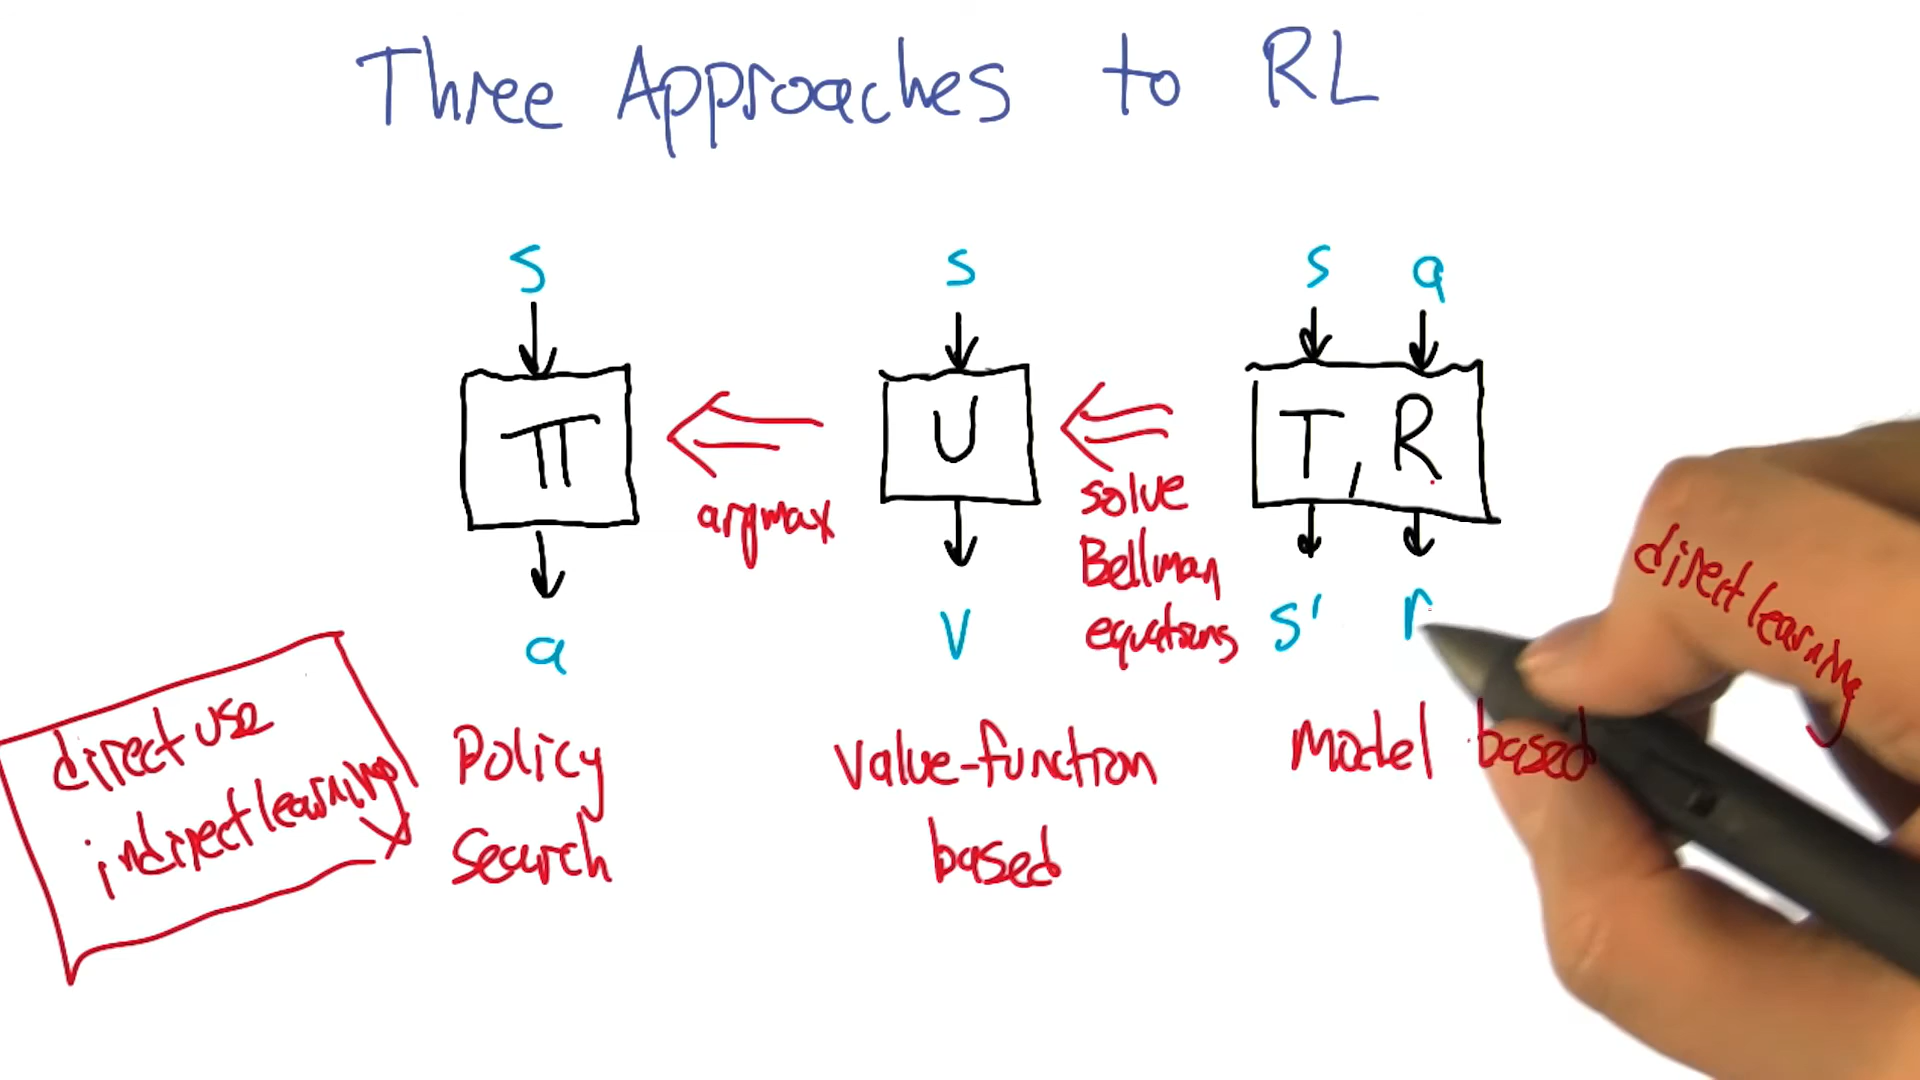 Three Approaches to RL
s s s a
π U T, R
argmax
solve
Bellman
equations
a v s' r
direct use
indirect learning
Policy
Search
value-function
based
Model based
direct learning